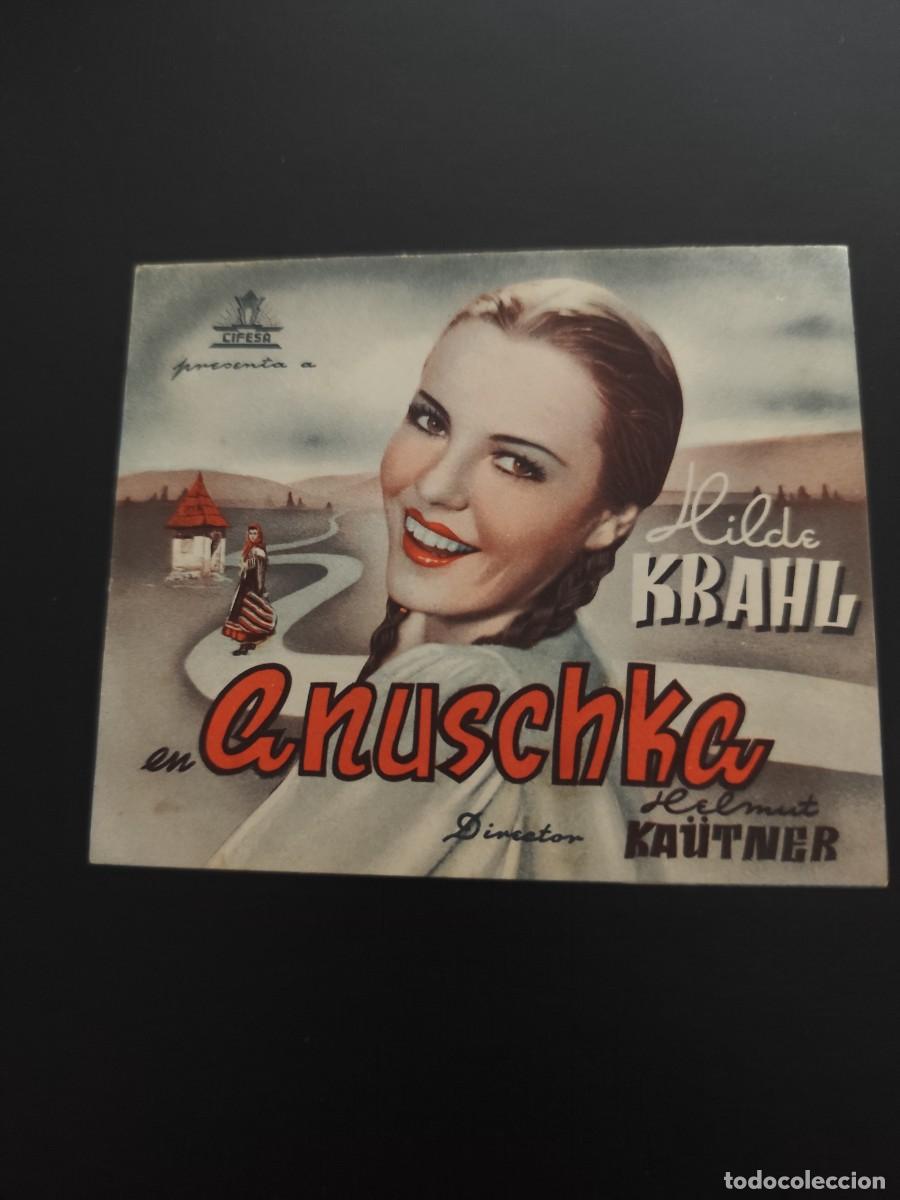 CIFESA
presenta a
Hilde
KRAHL
en anuschka
Director Helmut
KAÜTNER
todocoleccion